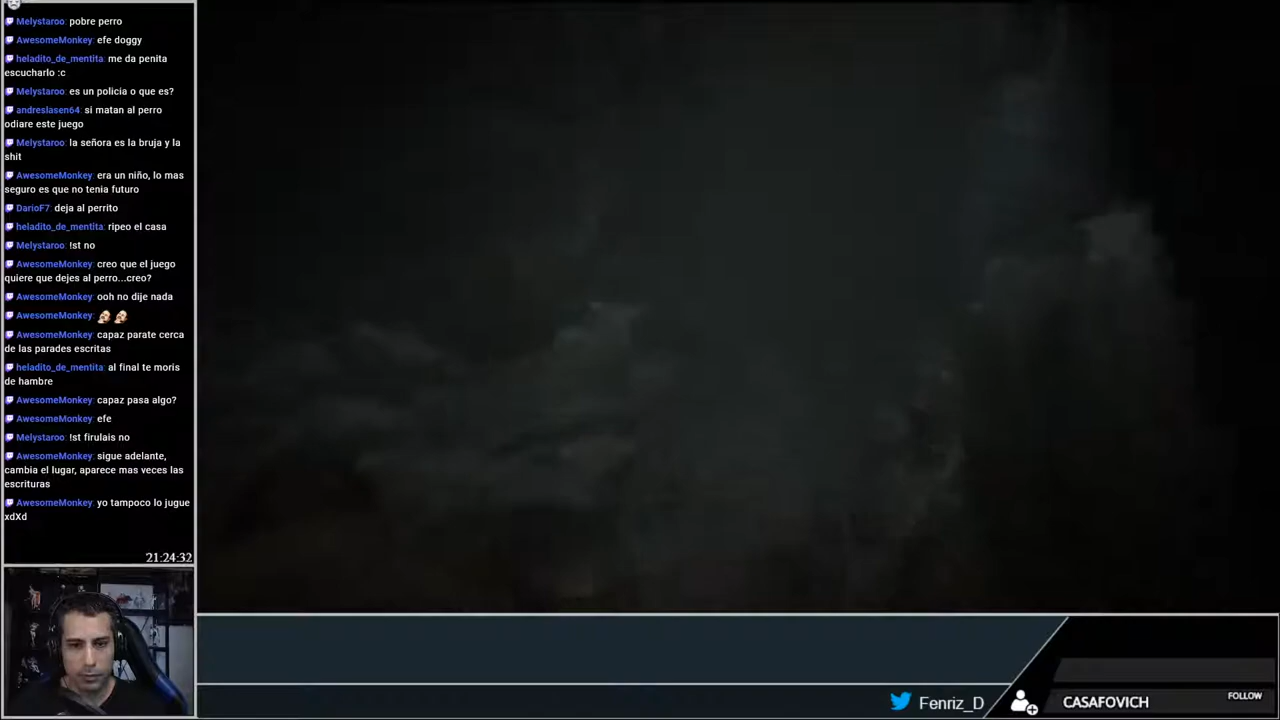 Melystaroo: pobre perro
AwesomeMonkey: efe doggy
heladito_de_mentita: me da penita
escucharlo :c
Melystaroo: es un policia o que es?
andreslasen64: si matan al perro
odiare este juego
Melystaroo: la señora es la bruja y la
shit
AwesomeMonkey: era un niño, lo mas
seguro es que no tenia futuro
DarioF7: deja al perrito
heladito_de_mentita: ripeo el casa
Melystaroo: !st no
AwesomeMonkey: creo que el juego
quiere que dejes al perro...creo?
AwesomeMonkey: ooh no dije nada
AwesomeMonkey:
AwesomeMonkey: capaz parate cerca
de las parades escritas
heladito_de_mentita: al final te moris
de hambre
AwesomeMonkey: capaz pasa algo?
AwesomeMonkey: efe
Melystaroo: !st firulais no
AwesomeMonkey: sigue adelante,
cambia el lugar, aparece mas veces las
escrituras
AwesomeMonkey: yo tampoco lo jugue
xdXd
21:24:32
Fenriz_D
CASAFOVICH
FOLLOW